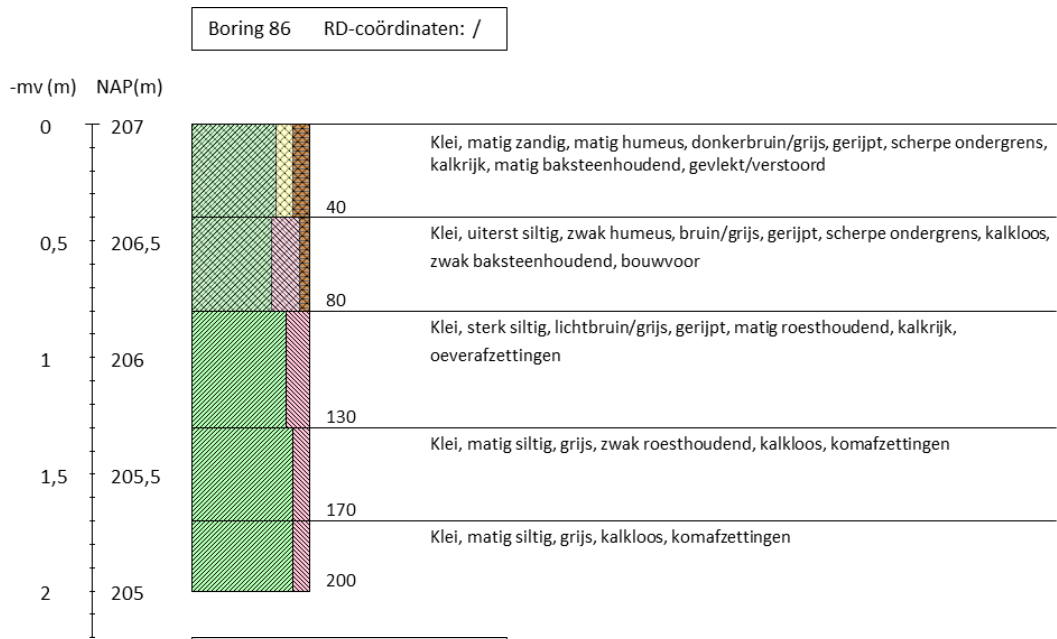 Boring 86 RD-coördinaten: /
-mv (m) NAP(m)
0 207
Klei, matig zandig, matig humeus, donkerbruin/grijs, gerijpt, scherpe ondergrens,
kalkrijk, matig baksteenhoudend, gevlekt/verstoord
40
0,5 206,5
Klei, uiterst siltig, zwak humeus, bruin/grijs, gerijpt, scherpe ondergrens, kalkloos,
zwak baksteenhoudend, bouwvoor
80
Klei, sterk siltig, lichtbruin/grijs, gerijpt, matig roesthoudend, kalkrijk,
oeverafzettingen
1 206
130
Klei, matig siltig, grijs, zwak roesthoudend, kalkloos, komafzettingen
1,5 205,5
170
Klei, matig siltig, grijs, kalkloos, komafzettingen
200
2 205